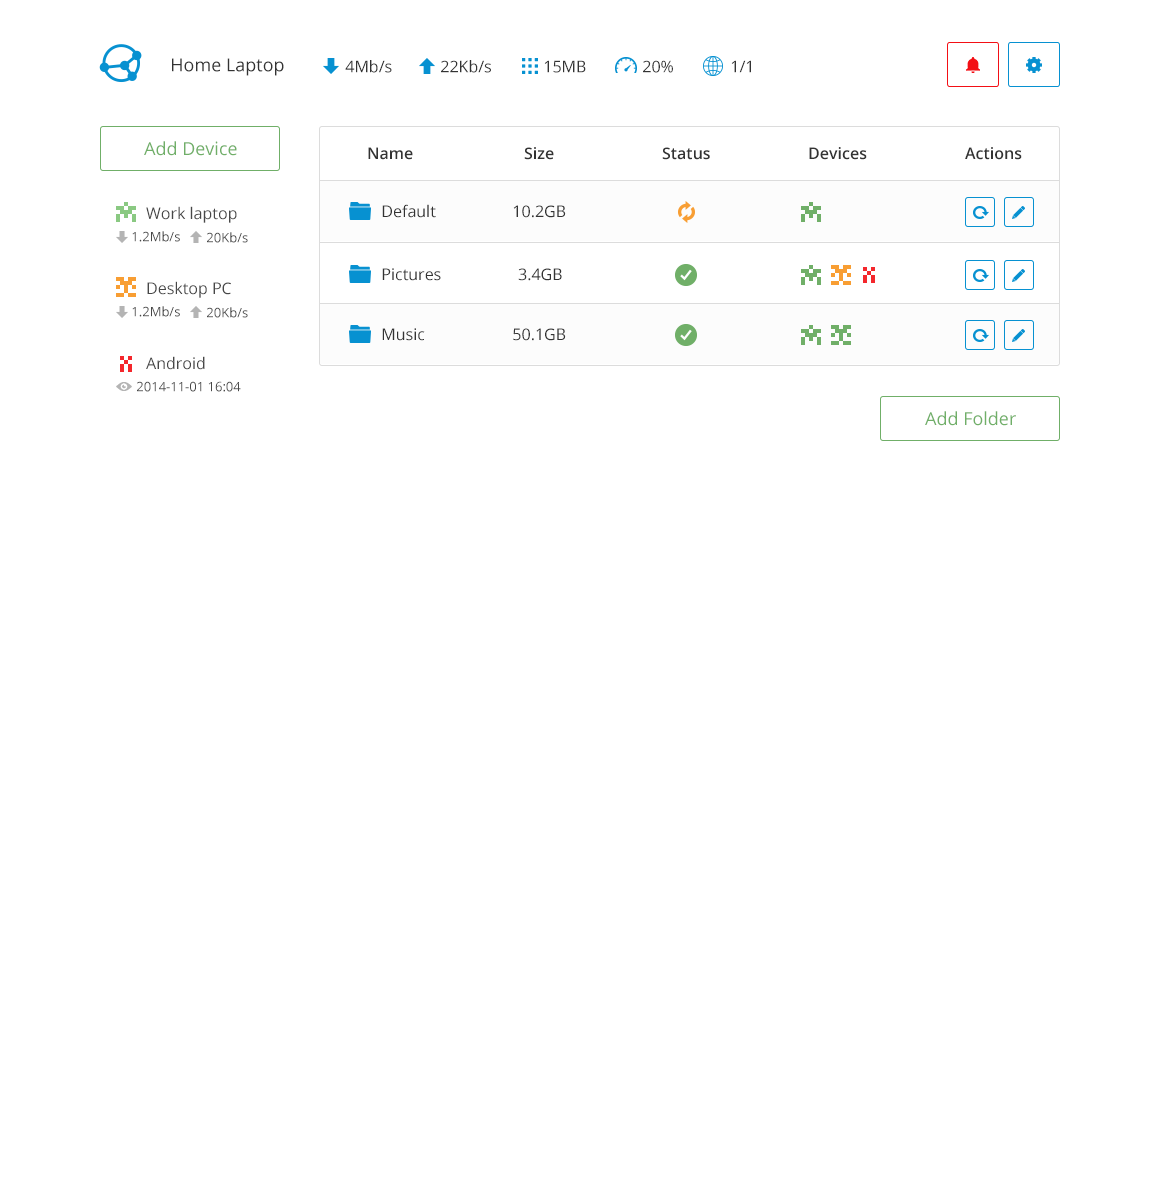 Home Laptop 4Mb/s 22Kb/s 15MB 20% 1/1
Add Device
Work laptop
1.2Mb/s 20Kb/s
Desktop PC
1.2Mb/s 20Kb/s
Android
2014-11-01 16:04
Name Size Status Devices Actions
Default 10.2GB
Pictures 3.4GB
Music 50.1GB
Add Folder